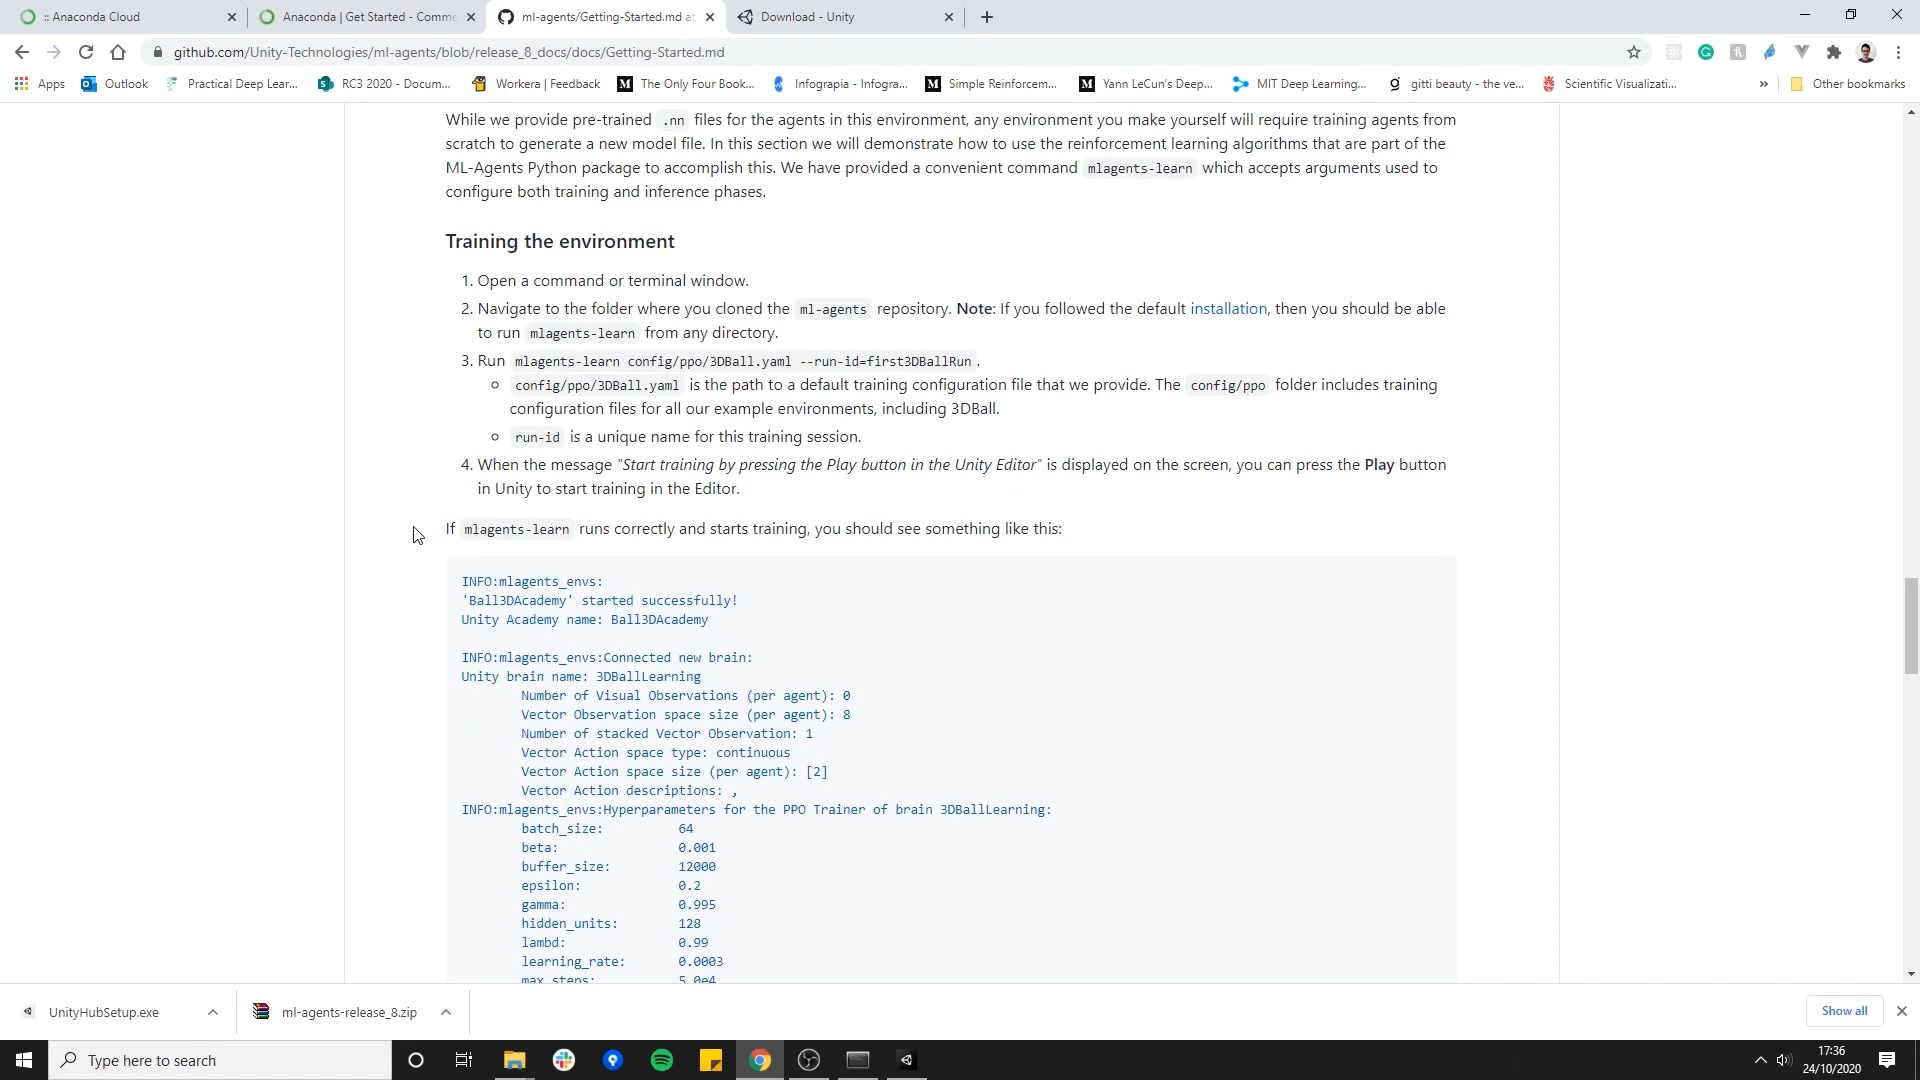 :: Anaconda Cloud
Anaconda | Get Started - Comme
ml-agents/Getting-Started.md at
Download - Unity
github.com/Unity-Technologies/ml-agents/blob/release_8_docs/docs/Getting-Started.md
Apps
Outlook
Practical Deep Lear...
RC3 2020 - Docum...
Workera | Feedback
The Only Four Book...
Infograpia - Infogra...
Simple Reinforcem...
Yann LeCun's Deep...
MIT Deep Learning...
gitti beauty - the ve...
Scientific Visualizati...
»
Other bookmarks
While we provide pre-trained .nn files for the agents in this environment, any environment you make yourself will require training agents from
scratch to generate a new model file. In this section we will demonstrate how to use the reinforcement learning algorithms that are part of the
ML-Agents Python package to accomplish this. We have provided a convenient command mlagents-learn which accepts arguments used to
configure both training and inference phases.
Training the environment
1. Open a command or terminal window.
2. Navigate to the folder where you cloned the ml-agents repository. Note: If you followed the default installation, then you should be able
to run mlagents-learn from any directory.
3. Run mlagents-learn config/ppo/3DBall.yaml --run-id=first3DBallRun.
config/ppo/3DBall.yaml is the path to a default training configuration file that we provide. The config/ppo folder includes training
configuration files for all our example environments, including 3DBall.
run-id is a unique name for this training session.
4. When the message "Start training by pressing the Play button in the Unity Editor" is displayed on the screen, you can press the Play button
in Unity to start training in the Editor.
If mlagents-learn runs correctly and starts training, you should see something like this:
INFO:mlagents_envs:
'Ball3DAcademy' started successfully!
Unity Academy name: Ball3DAcademy
INFO:mlagents_envs:Connected new brain:
Unity brain name: 3DBallLearning
Number of Visual Observations (per agent): 0
Vector Observation space size (per agent): 8
Number of stacked Vector Observation: 1
Vector Action space type: continuous
Vector Action space size (per agent): [2]
Vector Action descriptions: ,
INFO:mlagents_envs:Hyperparameters for the PPO Trainer of brain 3DBallLearning:
batch_size: 64
beta: 0.001
buffer_size: 12000
epsilon: 0.2
gamma: 0.995
hidden_units: 128
lambd: 0.99
learning_rate: 0.0003
max_steps: 5.0e4
UnityHubSetup.exe
ml-agents-release_8.zip
Show all
Type here to search
17:36
24/10/2020